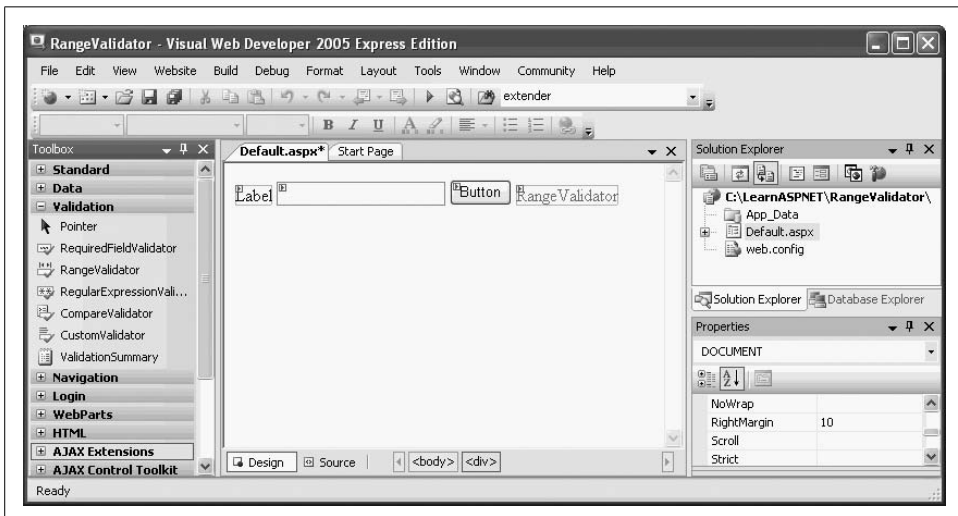 RangeValidator - Visual Web Developer 2005 Express Edition
File Edit View Website Build Debug Format Layout Tools Window Community Help
extender
B I U A
Toolbox
Standard
Data
Validation
Pointer
RequiredFieldValidator
RangeValidator
RegularExpressionVali...
CompareValidator
CustomValidator
ValidationSummary
Navigation
Login
WebParts
HTML
AJAX Extensions
AJAX Control Toolkit
Default.aspx* Start Page
Label Button RangeValidator
Design Source <body> <div>
Solution Explorer
C:\LearnASPNET\RangeValidator\
App_Data
Default.aspx
web.config
Solution Explorer Database Explorer
Properties
DOCUMENT
NoWrap
RightMargin 10
Scroll
Strict
Ready